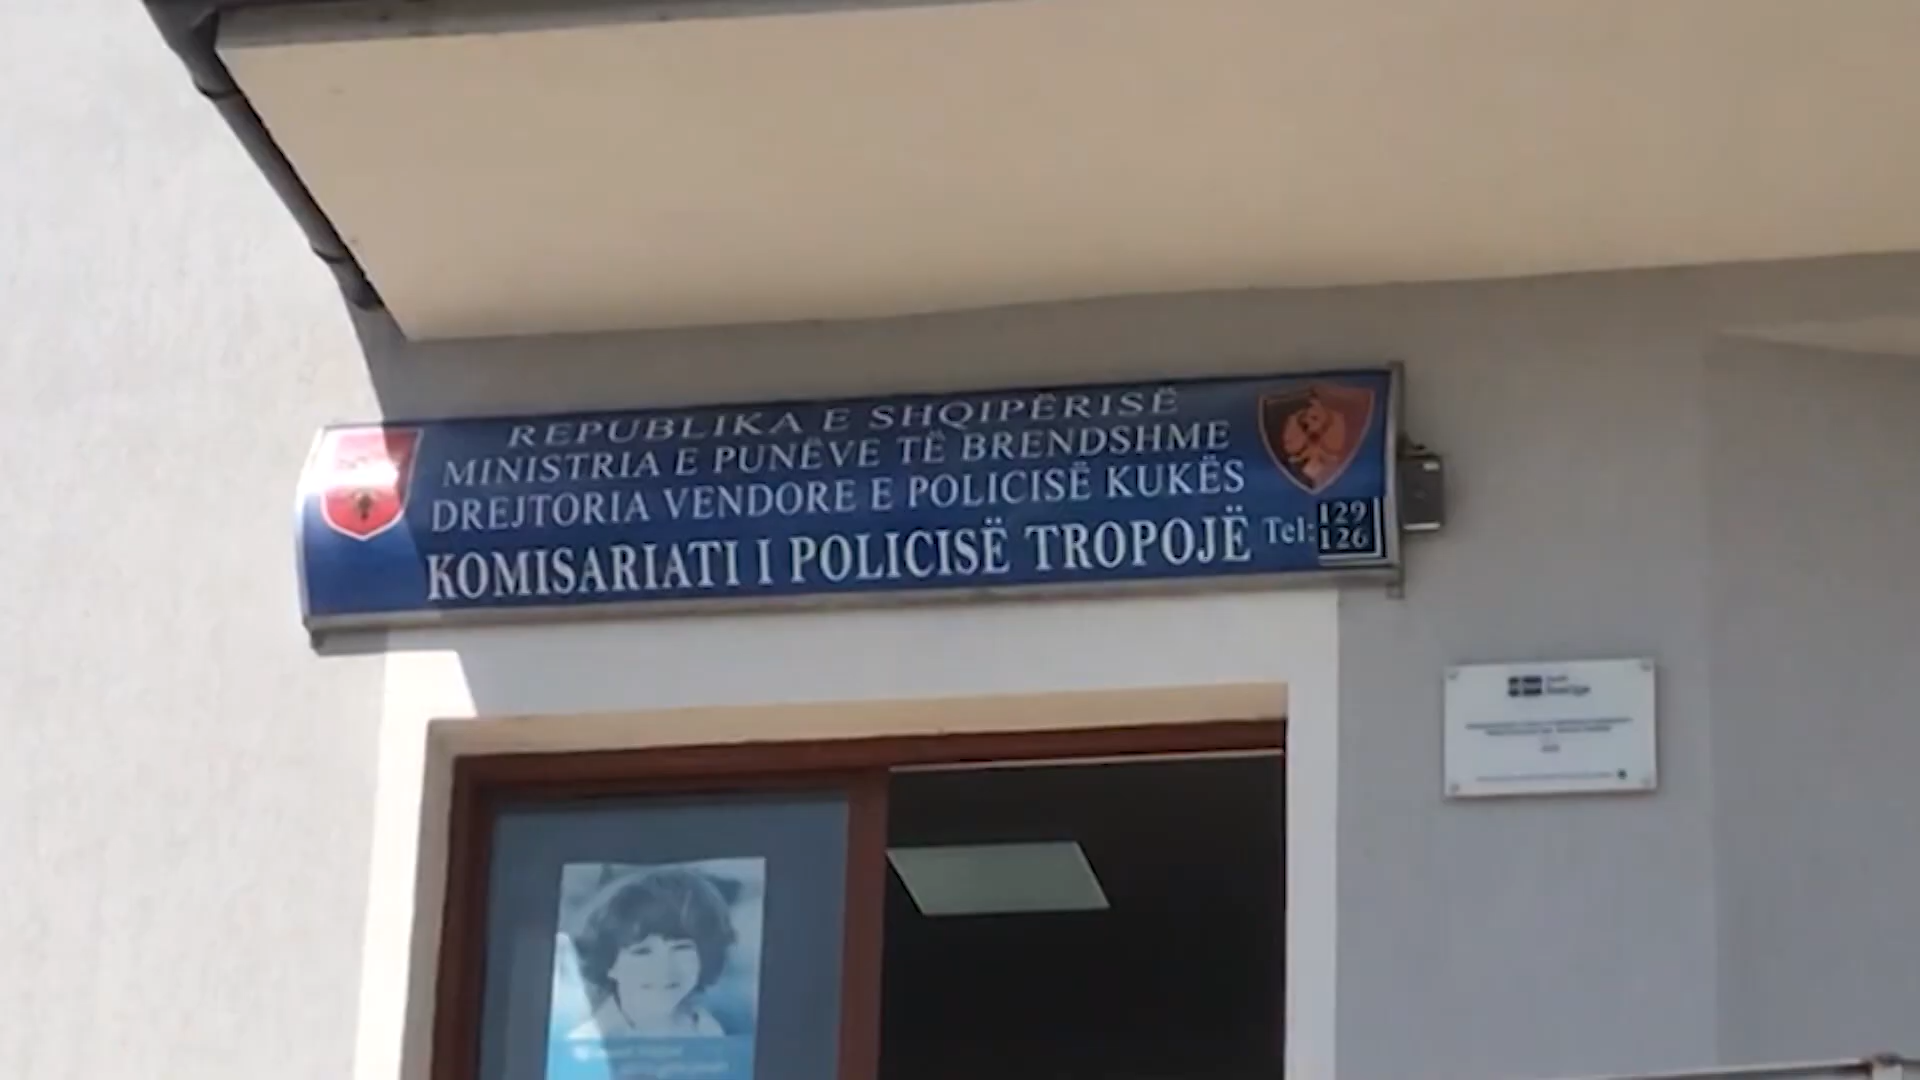 REPUBLIKA E SHQIPËRISË
MINISTRIA E PUNËVE TË BRENDSHME
DREJTORIA VENDORE E POLICISË KUKËS
KOMISARIATI I POLICISË TROPOJË Tel: 129
126